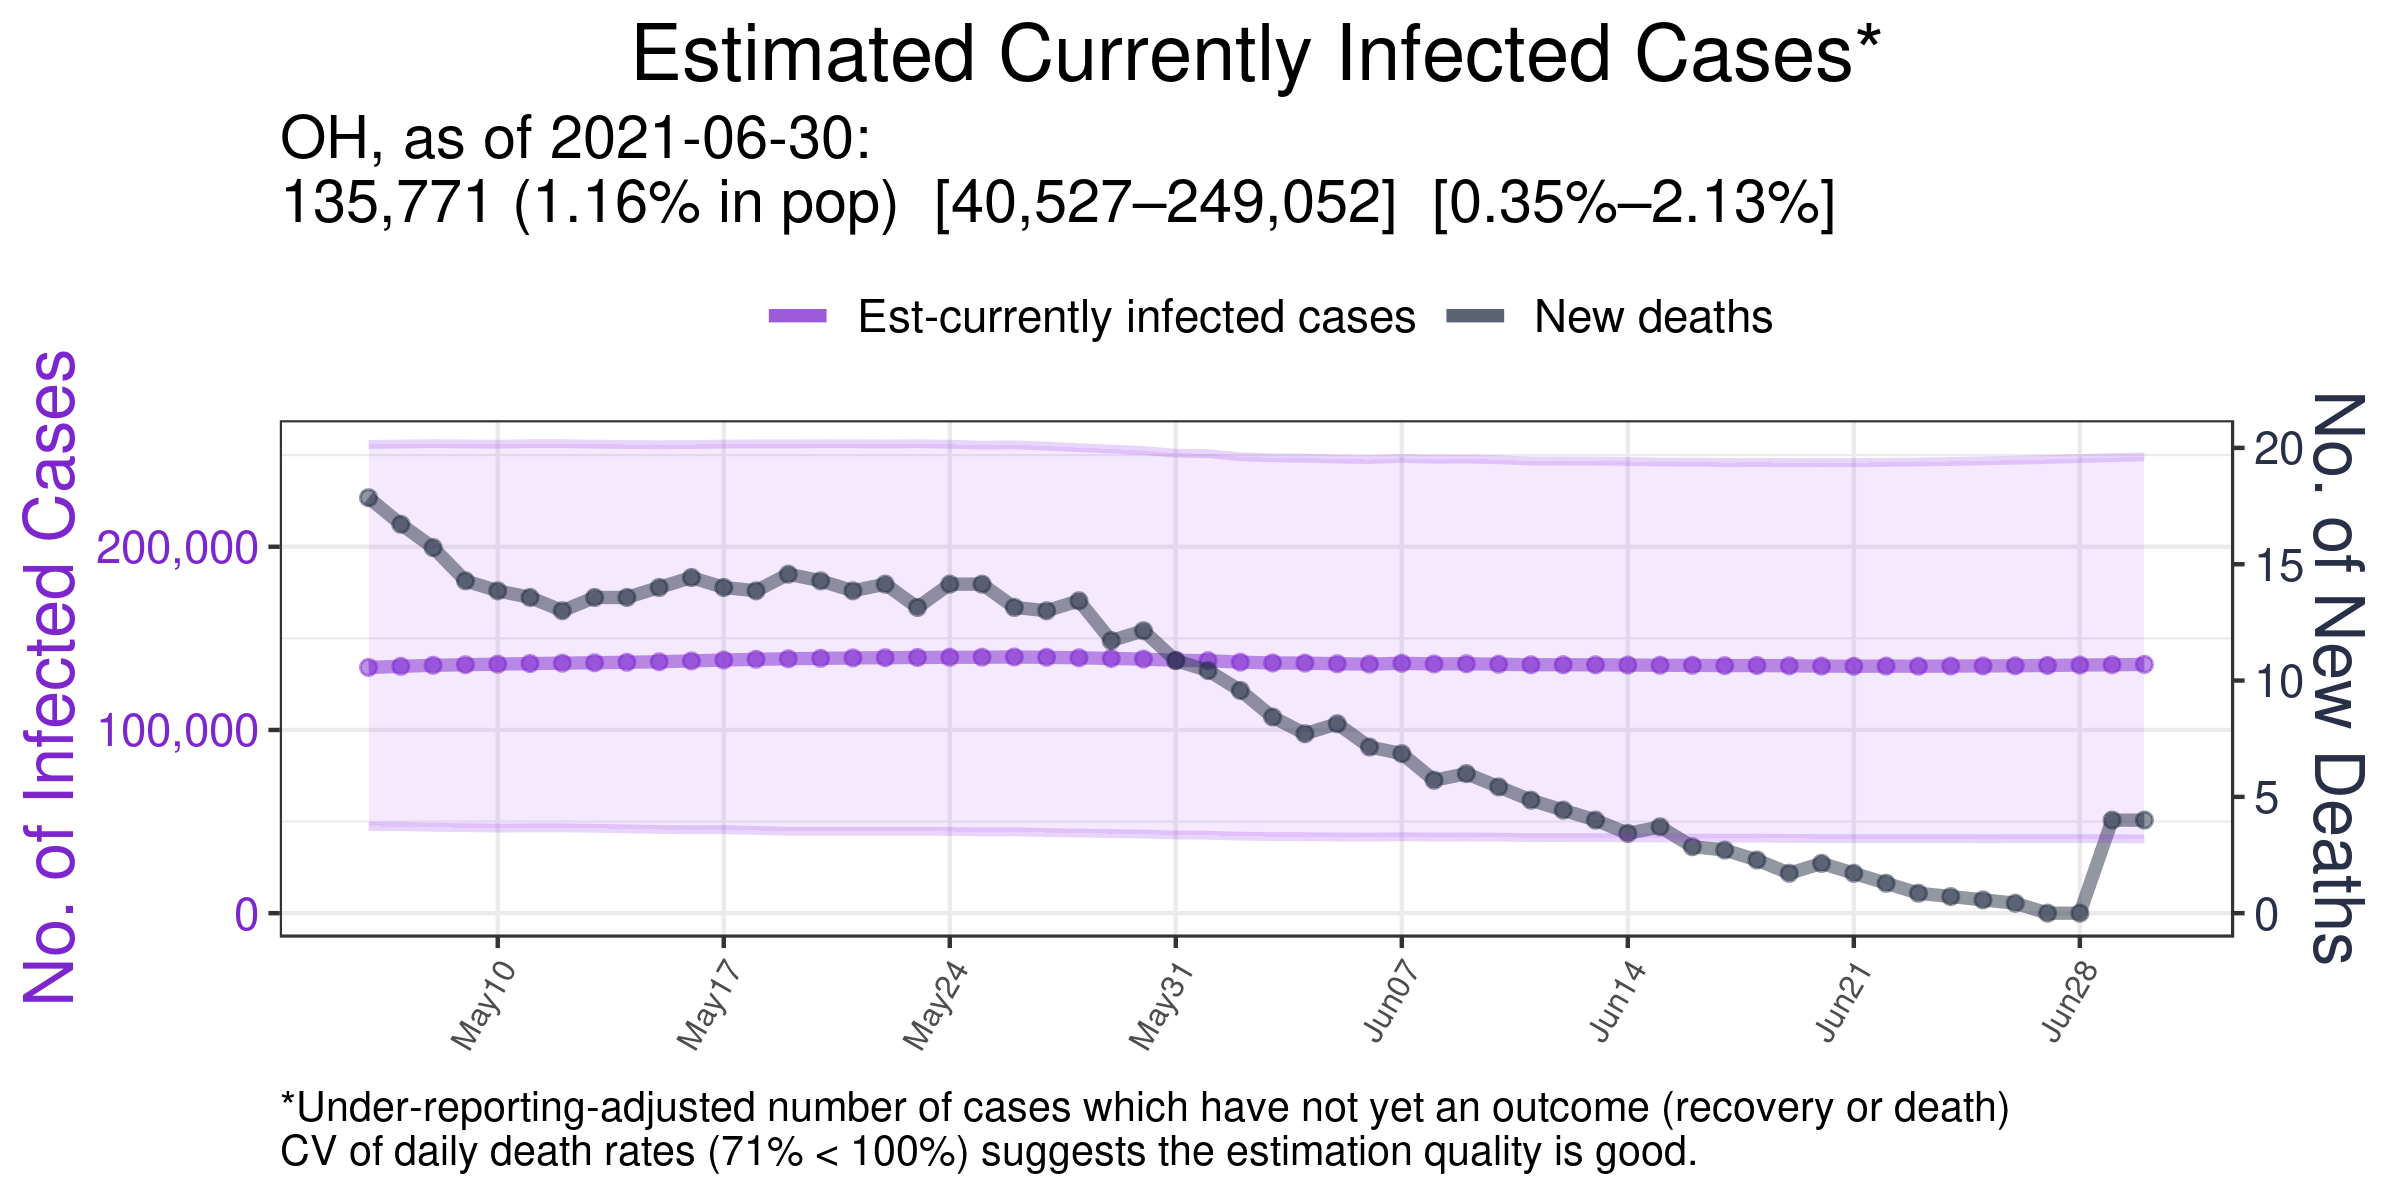 Estimated Currently Infected Cases*
OH, as of 2021-06-30:
135,771 (1.16% in pop)  [40,527–249,052]  [0.35%–2.13%]
Est-currently infected cases
New deaths
No. of Infected Cases
200,000
100,000
0
20
15
10
5
0
No. of New Deaths
May10
May17
May24
May31
Jun07
Jun14
Jun21
Jun28
*Under-reporting-adjusted number of cases which have not yet an outcome (recovery or death)
CV of daily death rates (71% < 100%) suggests the estimation quality is good.